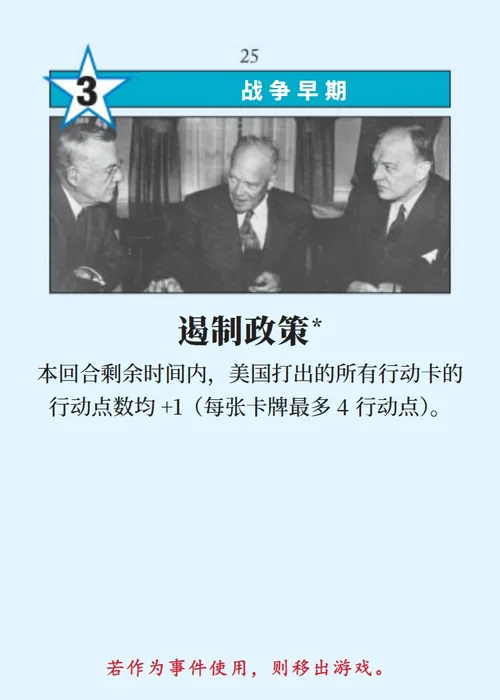 25
3
战争早期
遏制政策*
本回合剩余时间内，美国打出的所有行动卡的
行动点数均 +1（每张卡牌最多 4 行动点）。
若作为事件使用，则移出游戏。